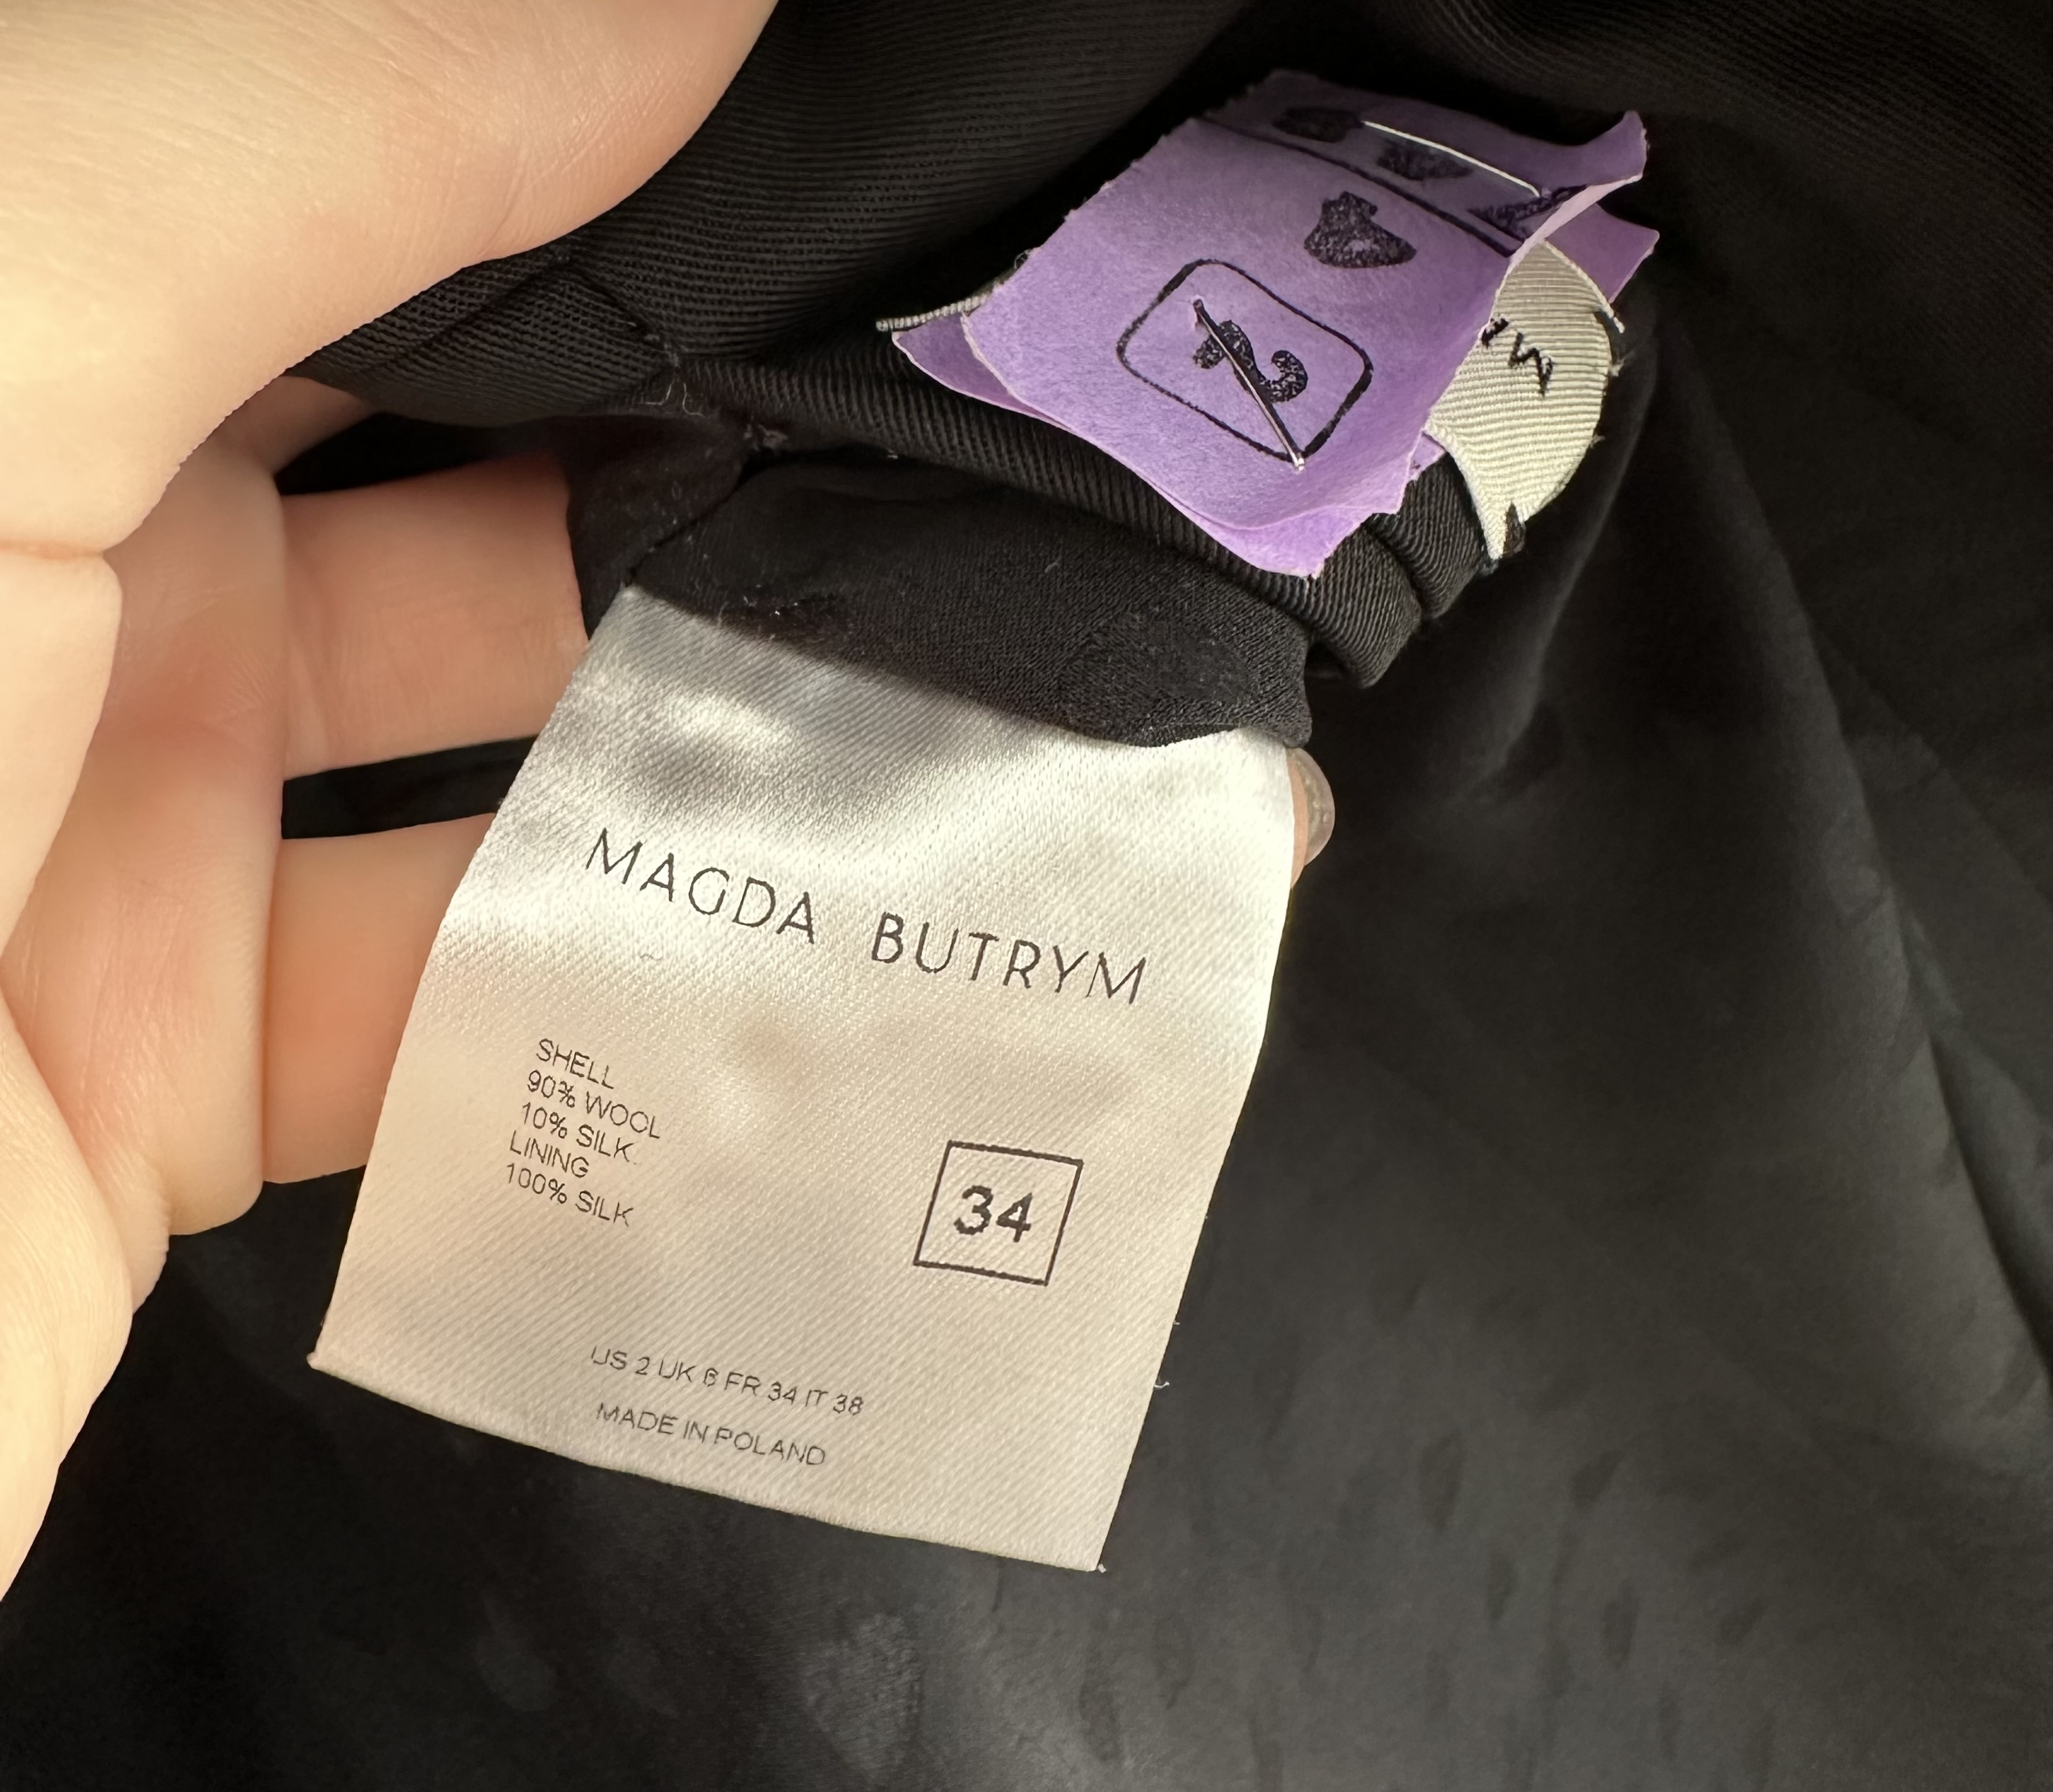 2
MAGDA BUTRYM
SHELL
90% WOOL
10% SILK
LINING
100% SILK
34
US 2 UK 6 FR 34 IT 38
MADE IN POLAND